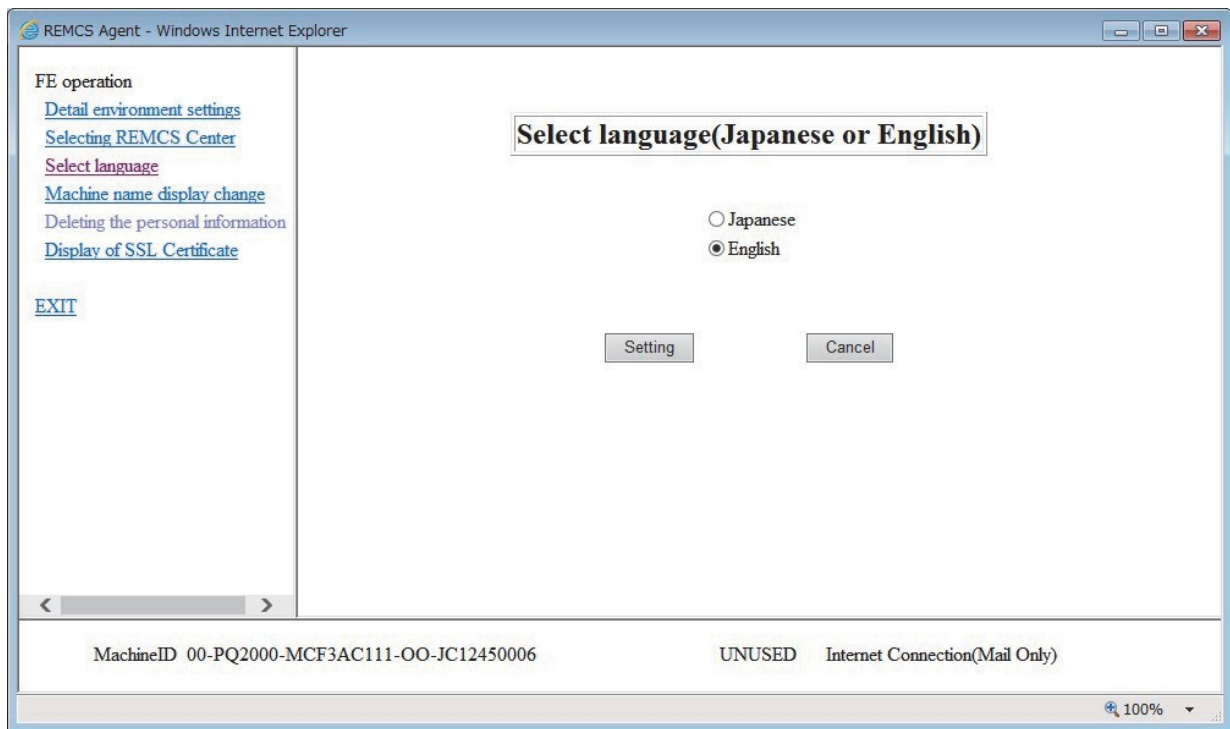 REMCS Agent - Windows Internet Explorer
FE operation
Detail environment settings
Selecting REMCS Center
Select language
Machine name display change
Deleting the personal information
Display of SSL Certificate
EXIT
Select language(Japanese or English)
Japanese
English
Setting Cancel
MachineID 00-PQ2000-MCF3AC111-OO-JC12450006 UNUSED Internet Connection(Mail Only)
100%